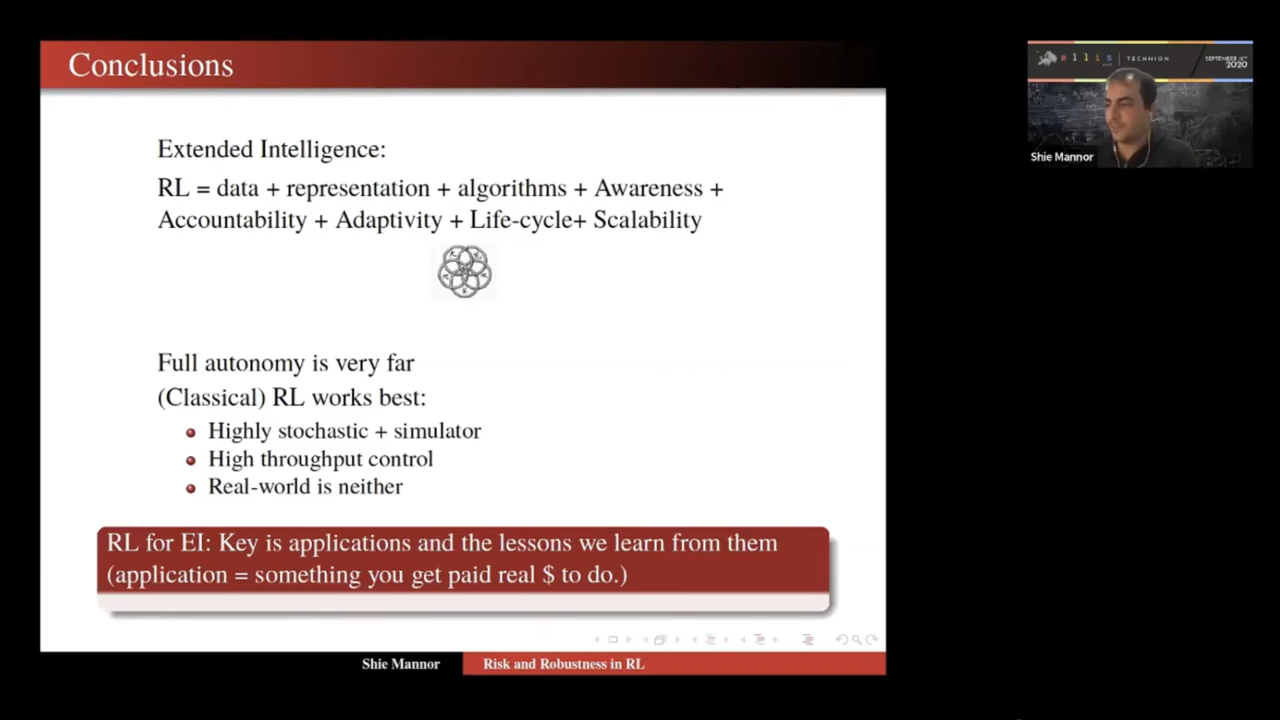 Conclusions
Extended Intelligence:
RL = data + representation + algorithms + Awareness +
Accountability + Adaptivity + Life-cycle+ Scalability
Full autonomy is very far
(Classical) RL works best:
Highly stochastic + simulator
High throughput control
Real-world is neither
RL for EI: Key is applications and the lessons we learn from them
(application = something you get paid real $ to do.)
Shie Mannor
Risk and Robustness in RL
ellis
TECHNION
2020
Shie Mannor